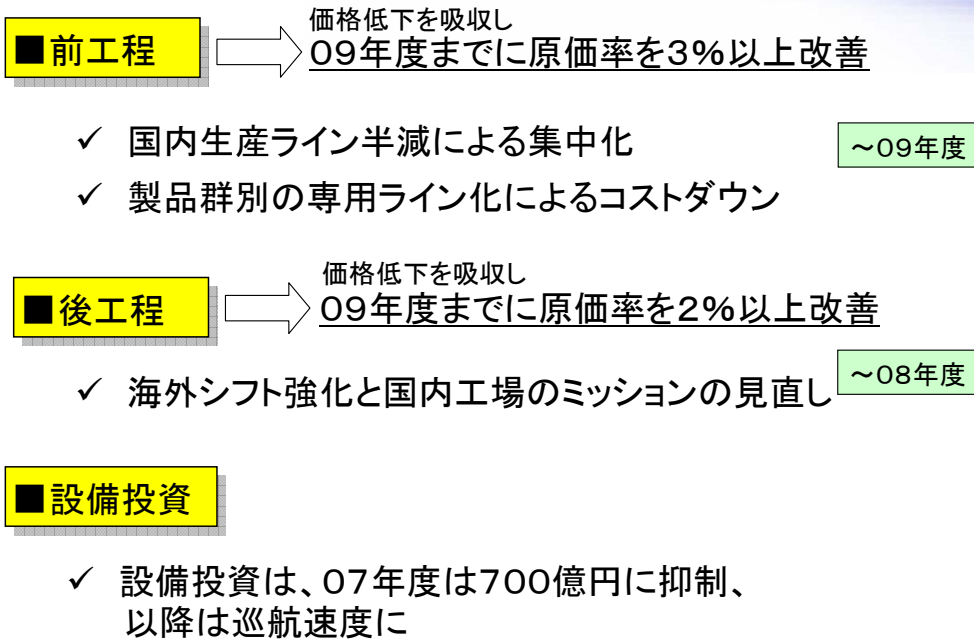 価格低下を吸収し
■前工程
09年度までに原価率を3%以上改善
✓ 国内生産ライン半減による集中化
～09年度
✓ 製品群別の専用ライン化によるコストダウン
価格低下を吸収し
■後工程
09年度までに原価率を2%以上改善
～08年度
✓ 海外シフト強化と国内工場のミッションの見直し
■設備投資
✓ 設備投資は、07年度は700億円に抑制、
以降は巡航速度に